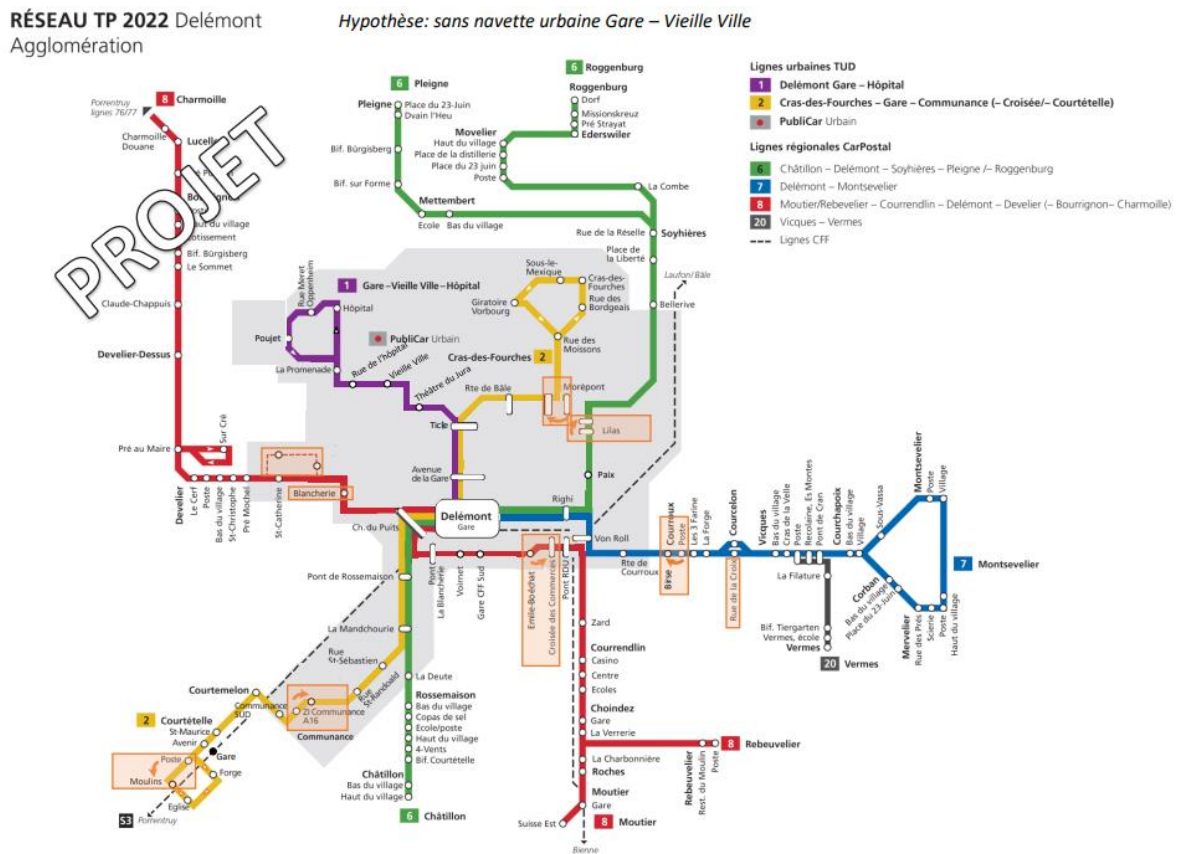 RÉSEAU TP 2022 Delémont
Agglomération
Hypothèse: sans navette urbaine Gare – Vieille Ville
Lignes urbaines TUD
1 Delémont Gare – Hôpital
2 Cras-des-Fourches – Gare – Communance (– Croisée/– Courtételle)
PubliCar Urbain
Lignes régionales CarPostal
6 Châtillon – Delémont – Soyhières – Pleigne /– Roggenburg
7 Delémont – Montsevelier
8 Moutier/Rebevelier – Courrendlin – Delémont – Develier (– Bourrignon– Charmoille)
20 Vicques – Vermes
Lignes CFF
PROJET
Porrentruy
lignes 76/77
8 Charmoille
Charmoille
Douane
Bif. Bürgisberg
Le Sommet
Claude-Chappuis
Develier-Dessus
Pré au Maire
Sur Cré
Develier
Le Cerf
Poste
Bas du village
St-Christophe
Pré Mochel
St-Catherine
Blancherie
6 Pleigne
Pleigne
Place du 23-Juin
Dvain l'Heu
Bif. Bürgisberg
Bif. sur Forme
Mettembert
Ecole
Bas du village
6 Roggenburg
Roggenburg
Dorf
Missionskreuz
Pré Strayat
Ederswiler
Movelier
Haut du village
Place de la distillerie
Place du 23 juin
Poste
La Combe
Rue de la Réselle
Soyhières
Place de
la Liberté
Bellerive
Laufon/Bâle
1 Gare – Vieille Ville – Hôpital
Rue Meret
Oppenheim
Hôpital
Poujet
La Promenade
PubliCar Urbain
Rue de l'hôpital
Vieille Ville
Théâtre du Jura
Ticle
Avenue
de la Gare
Sous-le-
Mexique
Cras-des-
Fourches
Giratoire
Vorbourg
Rue des
Bordgeais
Rue des
Moissons
Cras-des-Fourches 2
Rte de Bâle
Morépont
Lilas
Paix
Righi
Delémont
Gare
Ch. du Puits
Von Roll
Pont de Rossemaison
Pont
La Blancherie
Voirnet
Gare CFF Sud
Emile-Boéchat
Croisée des Commerces
Pont RDU
Rte de
Courroux
Birse
Courroux
Poste
Les 3 Farine
La Forge
Courcelon
Rue de la Croix
Vicques
Bas du village
Cras de la Velle
Poste
Recolaine, Es Montes
Pont de Cran
Courchapoix
Bas du village
Village
Sous-Vassa
Montsevelier
Poste
Village
7 Montsevelier
Corban
Bas du village
Place du 23-Juin
Mervelier
Rue des Prés
Scierie
Poste
Haut du village
La Filature
Bif. Tiergarten
Vermes, école
Vermes
20 Vermes
La Mandchourie
Rue
St-Sébastien
Rue
St-Randoald
ZI Communance
A16
Communance
Communance
SUD
Courtemelon
2 Courtételle
St-Maurice
Avenir
Gare
Poste
Moulins
Forge
Eglise
S3 Porrentruy
La Deute
Rossemaison
Bas du village
Copas de sel
Ecole/poste
Haut du village
4-Vents
Bif. Courtételle
Châtillon
Bas du village
Haut du village
6 Châtillon
Zard
Courrendlin
Casino
Centre
Ecoles
Choindez
Gare
La Verrerie
La Charbonnière
Roches
Moutier
Gare
Suisse Est
8 Moutier
Bienne
Rebeuvelier
Rest. du Moulin
Poste
8 Rebeuvelier